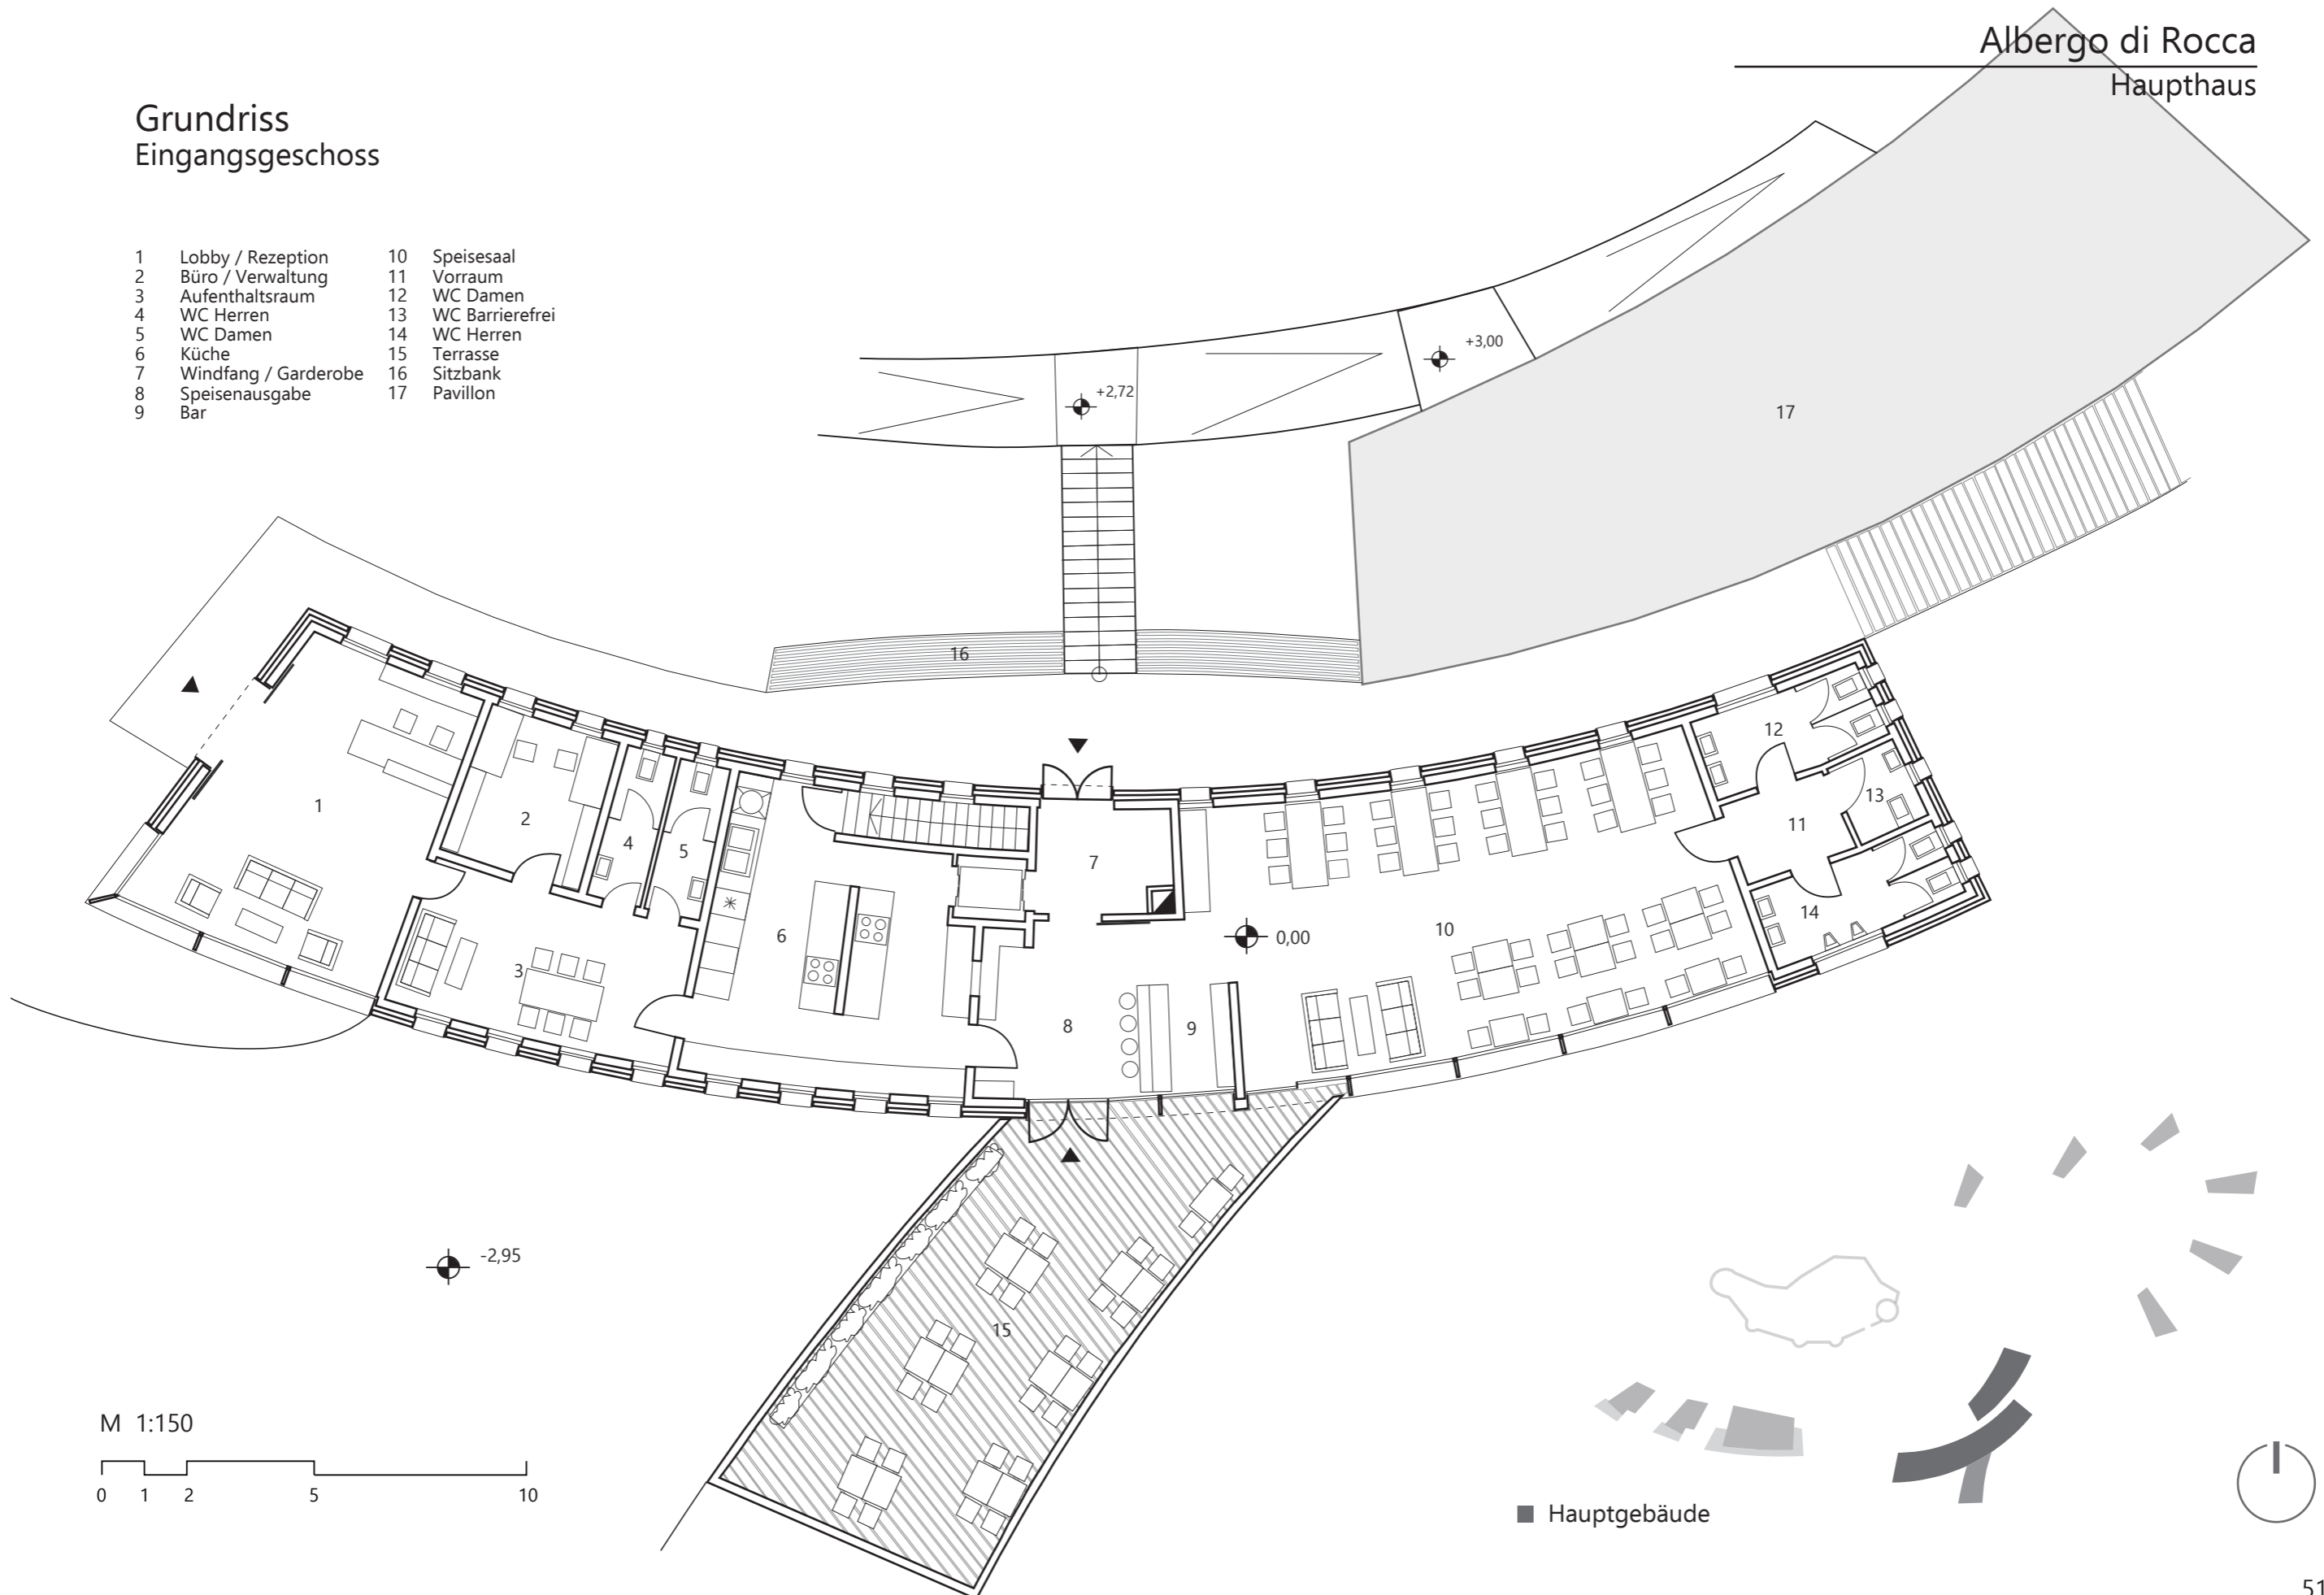 Albergo di Rocca
Haupthaus
Grundriss
Eingangsgeschoss
1 Lobby / Rezeption
2 Büro / Verwaltung
3 Aufenthaltsraum
4 WC Herren
5 WC Damen
6 Küche
7 Windfang / Garderobe
8 Speisenausgabe
9 Bar
10 Speisesaal
11 Vorraum
12 WC Damen
13 WC Barrierefrei
14 WC Herren
15 Terrasse
16 Sitzbank
17 Pavillon
+3,00
+2,72
17
16
12
13
1
2
4
5
7
11
14
6
0,00
10
3
8
9
-2,95
15
M 1:150
0 1 2 5 10
Hauptgebäude
51